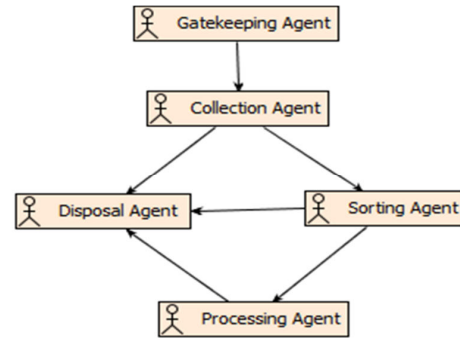 Gatekeeping Agent
Collection Agent
Disposal Agent
Sorting Agent
Processing Agent